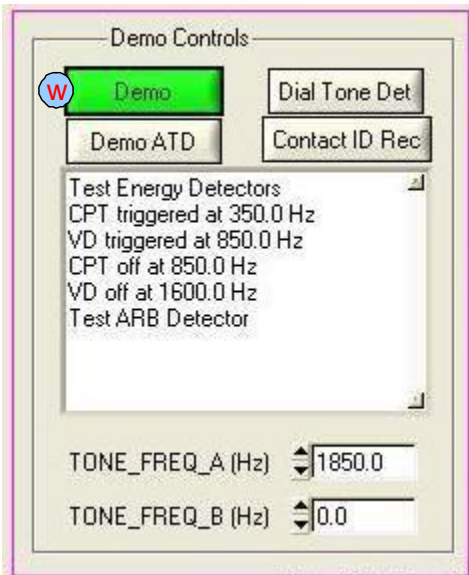 Demo Controls
W Demo Dial Tone Det
Demo ATD Contact ID Rec
Test Energy Detectors
CPT triggered at 350.0 Hz
VD triggered at 850.0 Hz
CPT off at 850.0 Hz
VD off at 1600.0 Hz
Test ARB Detector
TONE_FREQ_A (Hz) 1850.0
TONE_FREQ_B (Hz) 0.0